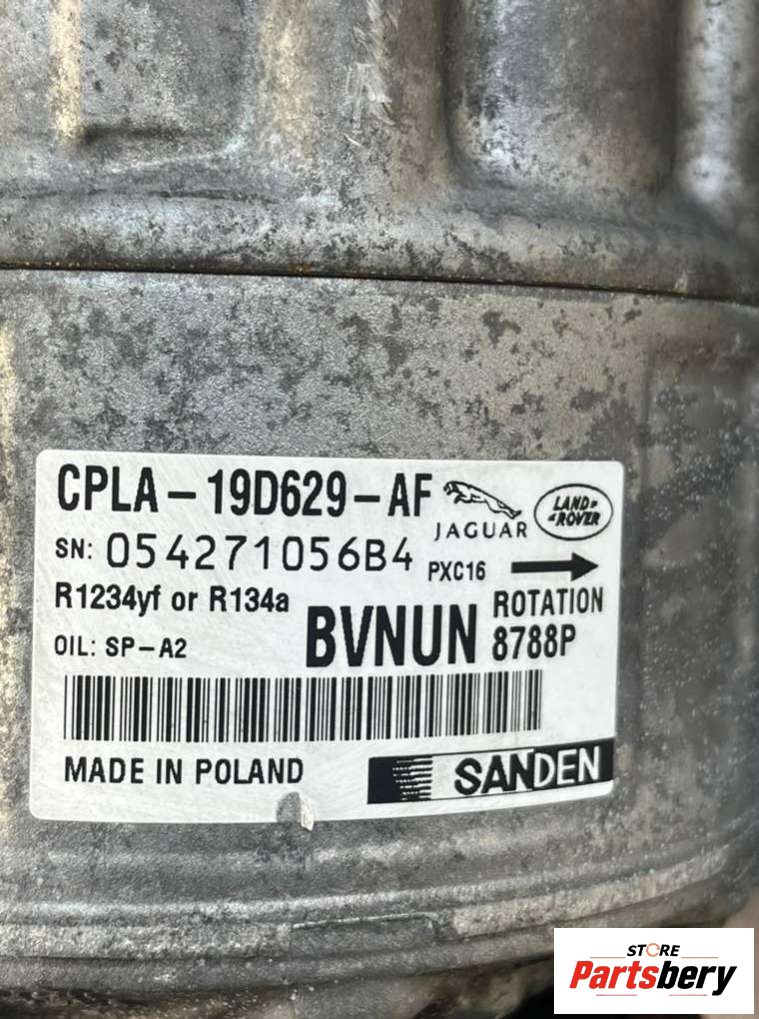 CPLA-19D629-AF
JAGUAR
LAND-
-ROVER
SN: 054271056B4
PXC16
R1234yf or R134a
ROTATION
OIL: SP-A2
BVNUN
8788P
MADE IN POLAND
SANDEN
STORE
Partsbery